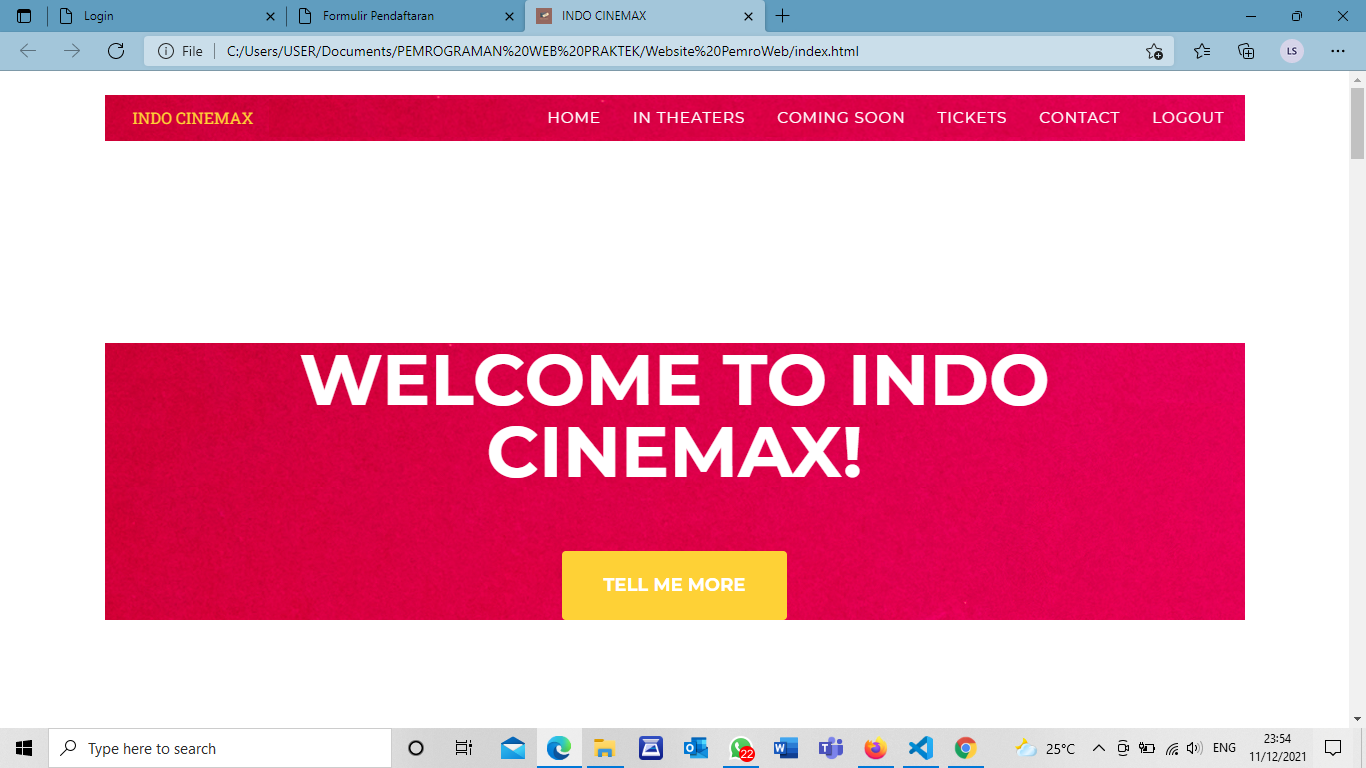 Login
Formulir Pendaftaran
INDO CINEMAX
File
C:/Users/USER/Documents/PEMROGRAMAN%20WEB%20PRAKTEK/Website%20PemroWeb/index.html
LS
INDO CINEMAX
HOME
IN THEATERS
COMING SOON
TICKETS
CONTACT
LOGOUT
WELCOME TO INDO
CINEMAX!
TELL ME MORE
Type here to search
22
25°C
ENG
23:54
11/12/2021